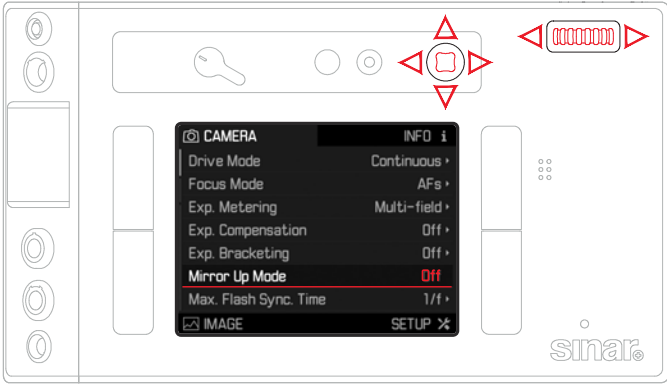 CAMERA INFO i
Drive Mode Continuous
Focus Mode AFs
Exp. Metering Multi-field
Exp. Compensation Off
Exp. Bracketing Off
Mirror Up Mode Off
Max. Flash Sync. Time 1/f
IMAGE SETUP
sinar